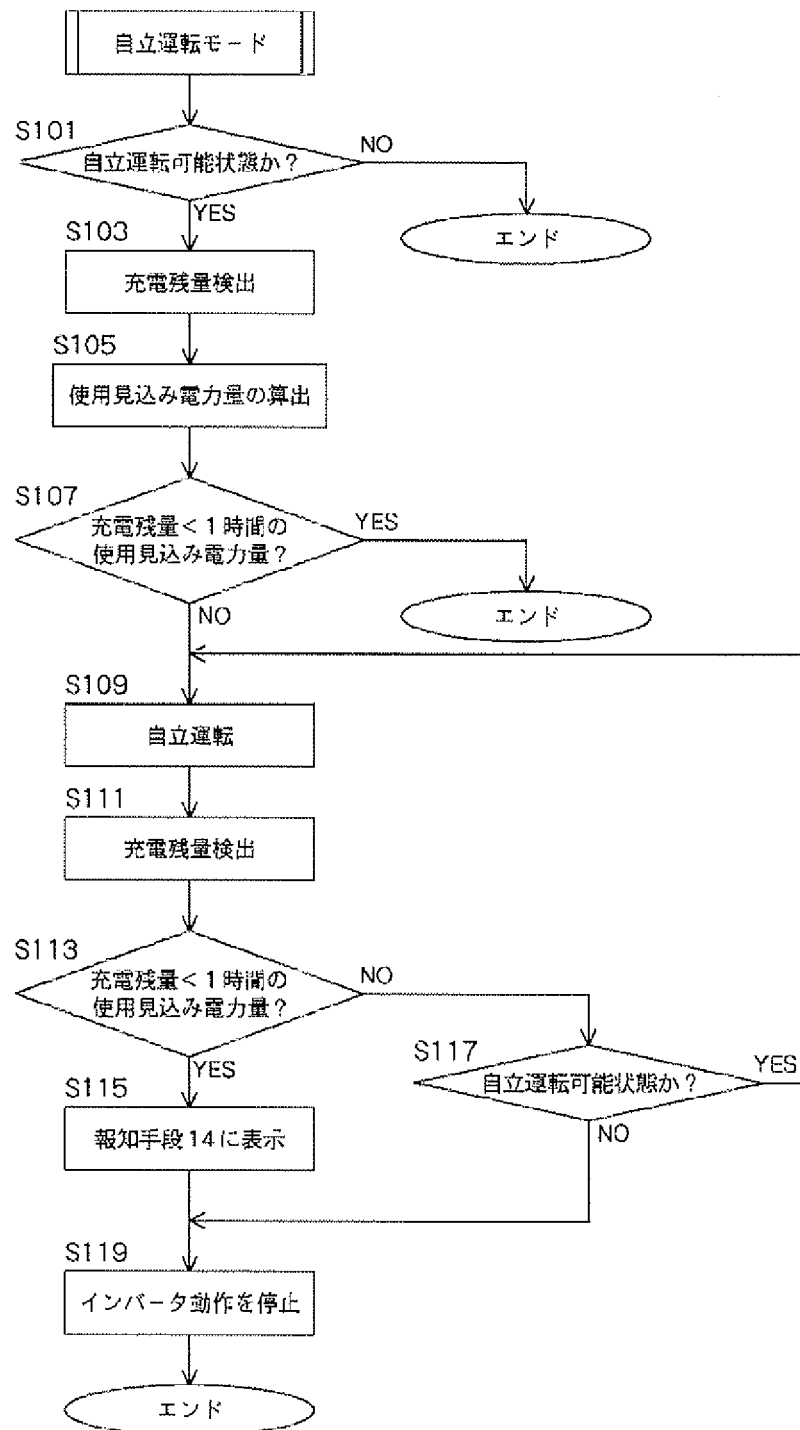 自立運転モード
S101
自立運転可能状態か?
NO
YES
エンド
S103
充電残量検出
S105
使用見込み電力量の算出
S107
充電残量<1時間の
使用見込み電力量?
YES
NO
エンド
S109
自立運転
S111
充電残量検出
S113
充電残量<1時間の
使用見込み電力量?
NO
YES
S117
自立運転可能状態か?
YES
NO
S115
報知手段14に表示
S119
インバータ動作を停止
エンド